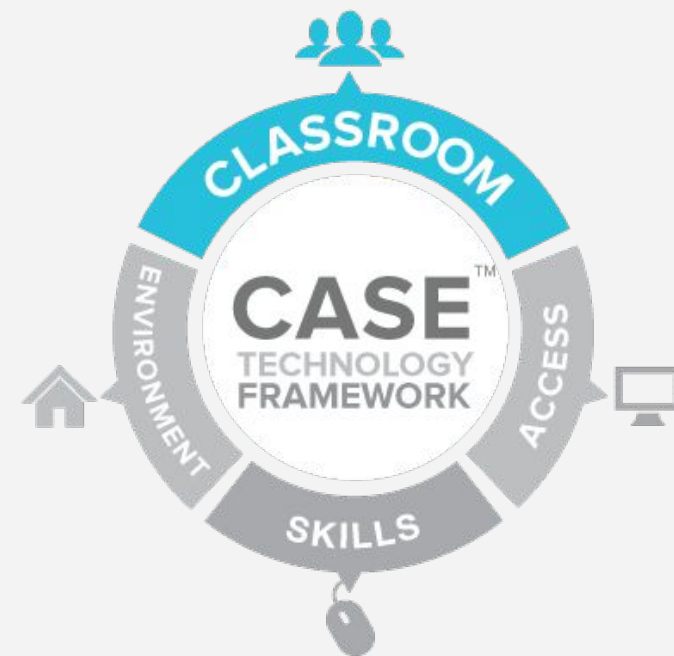 CLASSROOM
ENVIRONMENT
CASE™
TECHNOLOGY
FRAMEWORK
ACCESS
SKILLS